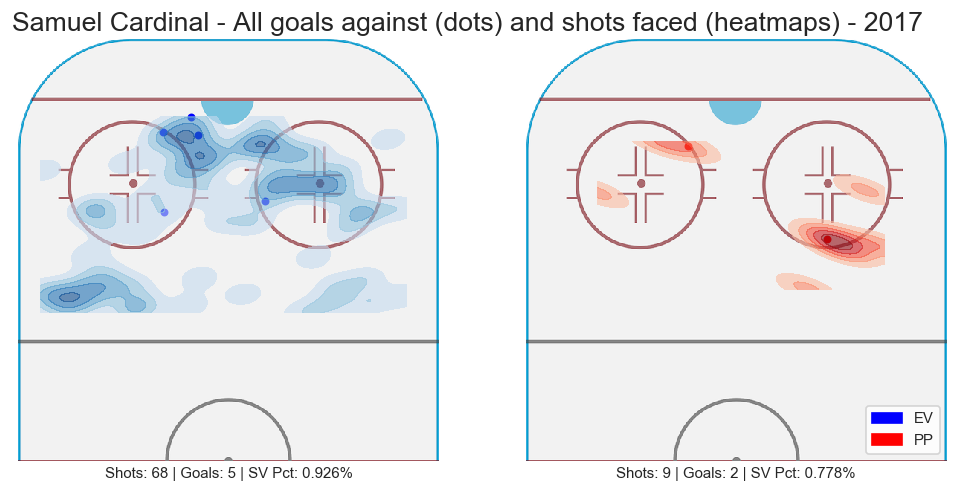 Samuel Cardinal - All goals against (dots) and shots faced (heatmaps) - 2017
EV
PP
Shots: 68 | Goals: 5 | SV Pct: 0.926%
Shots: 9 | Goals: 2 | SV Pct: 0.778%